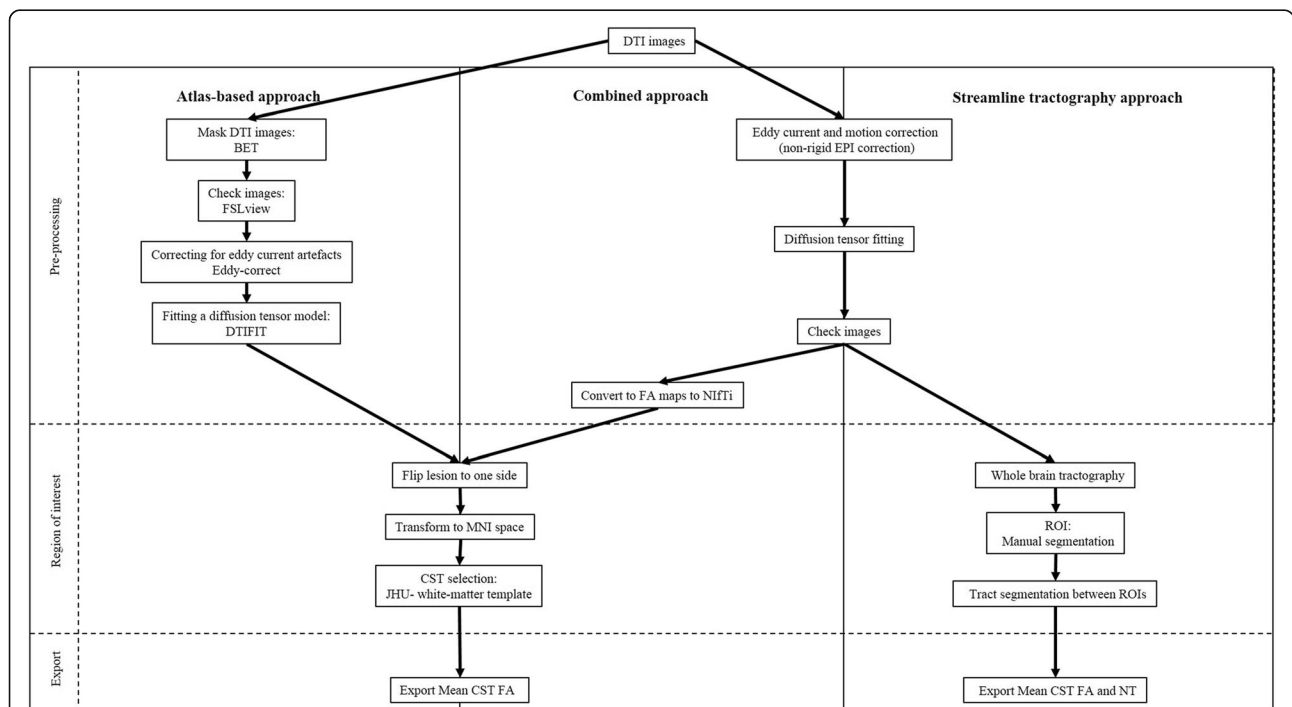 DTI images
Atlas-based approach
Combined approach
Streamline tractography approach
Pre-processing
Mask DTI images:
BET
Check images:
FSLview
Correcting for eddy current artefacts
Eddy-correct
Fitting a diffusion tensor model:
DTIFIT
Eddy current and motion correction
(non-rigid EPI correction)
Diffusion tensor fitting
Check images
Convert to FA maps to NIfTi
Region of interest
Flip lesion to one side
Transform to MNI space
CST selection:
JHU- white-matter template
Whole brain tractography
ROI:
Manual segmentation
Tract segmentation between ROIs
Export
Export Mean CST FA
Export Mean CST FA and NT